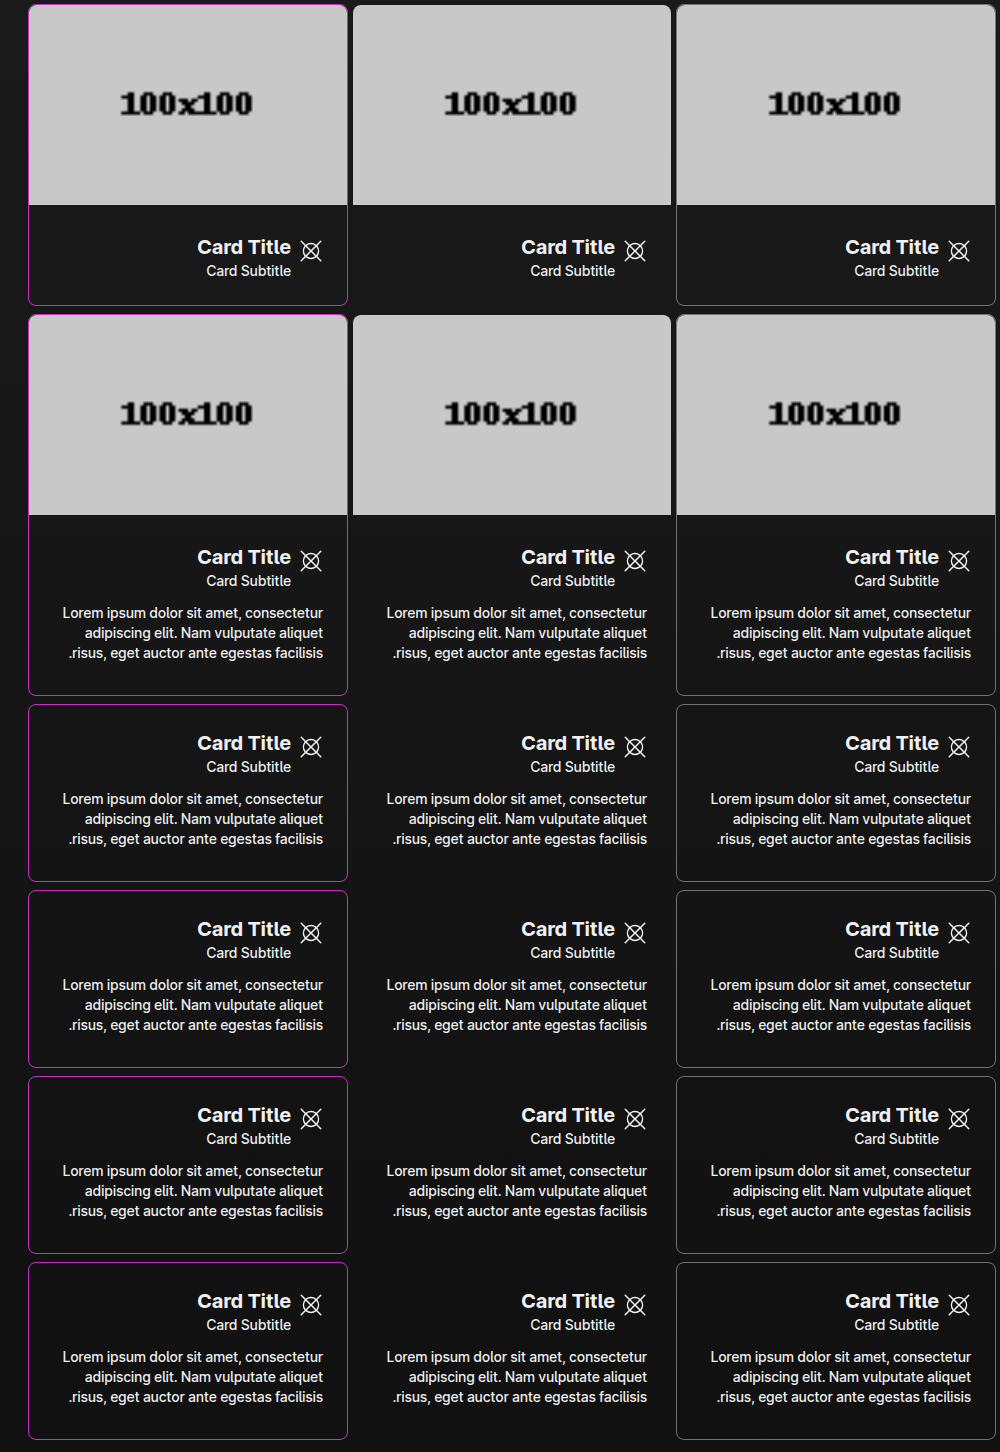 100x100
Card Title
Card Subtitle
100x100
Card Title
Card Subtitle
100x100
Card Title
Card Subtitle
100x100
Card Title
Card Subtitle
Lorem ipsum dolor sit amet, consectetur
adipiscing elit. Nam vulputate aliquet
.risus, eget auctor ante egestas facilisis
100x100
Card Title
Card Subtitle
Lorem ipsum dolor sit amet, consectetur
adipiscing elit. Nam vulputate aliquet
.risus, eget auctor ante egestas facilisis
100x100
Card Title
Card Subtitle
Lorem ipsum dolor sit amet, consectetur
adipiscing elit. Nam vulputate aliquet
.risus, eget auctor ante egestas facilisis
Card Title
Card Subtitle
Lorem ipsum dolor sit amet, consectetur
adipiscing elit. Nam vulputate aliquet
.risus, eget auctor ante egestas facilisis
Card Title
Card Subtitle
Lorem ipsum dolor sit amet, consectetur
adipiscing elit. Nam vulputate aliquet
.risus, eget auctor ante egestas facilisis
Card Title
Card Subtitle
Lorem ipsum dolor sit amet, consectetur
adipiscing elit. Nam vulputate aliquet
.risus, eget auctor ante egestas facilisis
Card Title
Card Subtitle
Lorem ipsum dolor sit amet, consectetur
adipiscing elit. Nam vulputate aliquet
.risus, eget auctor ante egestas facilisis
Card Title
Card Subtitle
Lorem ipsum dolor sit amet, consectetur
adipiscing elit. Nam vulputate aliquet
.risus, eget auctor ante egestas facilisis
Card Title
Card Subtitle
Lorem ipsum dolor sit amet, consectetur
adipiscing elit. Nam vulputate aliquet
.risus, eget auctor ante egestas facilisis
Card Title
Card Subtitle
Lorem ipsum dolor sit amet, consectetur
adipiscing elit. Nam vulputate aliquet
.risus, eget auctor ante egestas facilisis
Card Title
Card Subtitle
Lorem ipsum dolor sit amet, consectetur
adipiscing elit. Nam vulputate aliquet
.risus, eget auctor ante egestas facilisis
Card Title
Card Subtitle
Lorem ipsum dolor sit amet, consectetur
adipiscing elit. Nam vulputate aliquet
.risus, eget auctor ante egestas facilisis
Card Title
Card Subtitle
Lorem ipsum dolor sit amet, consectetur
adipiscing elit. Nam vulputate aliquet
.risus, eget auctor ante egestas facilisis
Card Title
Card Subtitle
Lorem ipsum dolor sit amet, consectetur
adipiscing elit. Nam vulputate aliquet
.risus, eget auctor ante egestas facilisis
Card Title
Card Subtitle
Lorem ipsum dolor sit amet, consectetur
adipiscing elit. Nam vulputate aliquet
.risus, eget auctor ante egestas facilisis